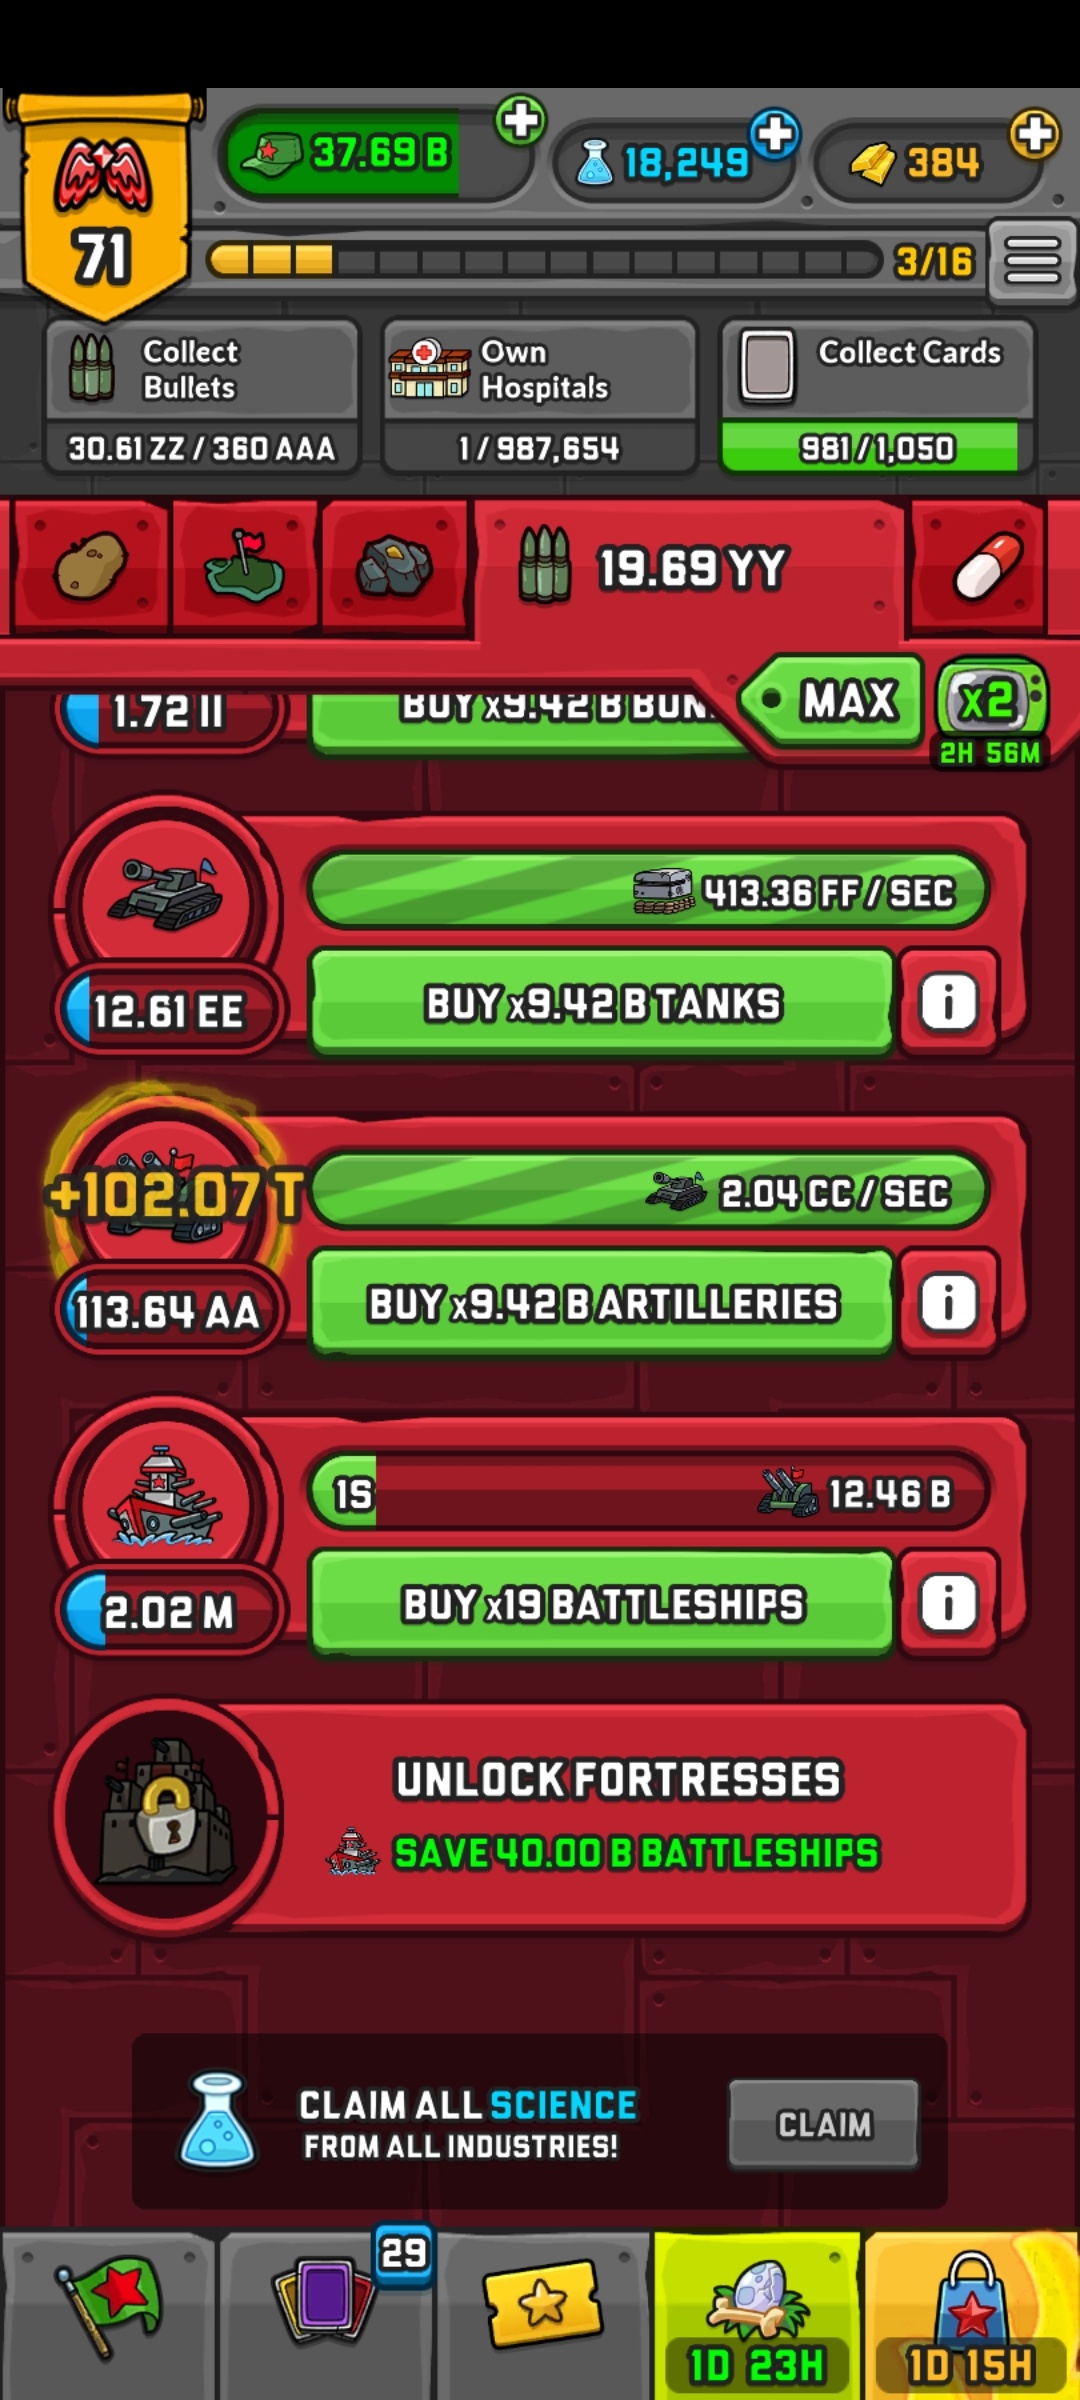 37.69 B
18,249
384
71
3/16
Collect
Bullets
30.61 ZZ / 360 AAA
Own
Hospitals
1 / 987,654
Collect Cards
981 / 1,050
19.69 YY
MAX
x2
2H 56M
1.72 II
BUY x9.42 B BUN
413.36 FF / SEC
12.61 EE
BUY x9.42 B TANKS
i
+102.07 T
2.04 CC / SEC
113.64 AA
BUY x9.42 B ARTILLERIES
i
1S
12.46 B
2.02 M
BUY x19 BATTLESHIPS
i
UNLOCK FORTRESSES
SAVE 40.00 B BATTLESHIPS
CLAIM ALL SCIENCE
FROM ALL INDUSTRIES!
CLAIM
29
1D 23H
1D 15H